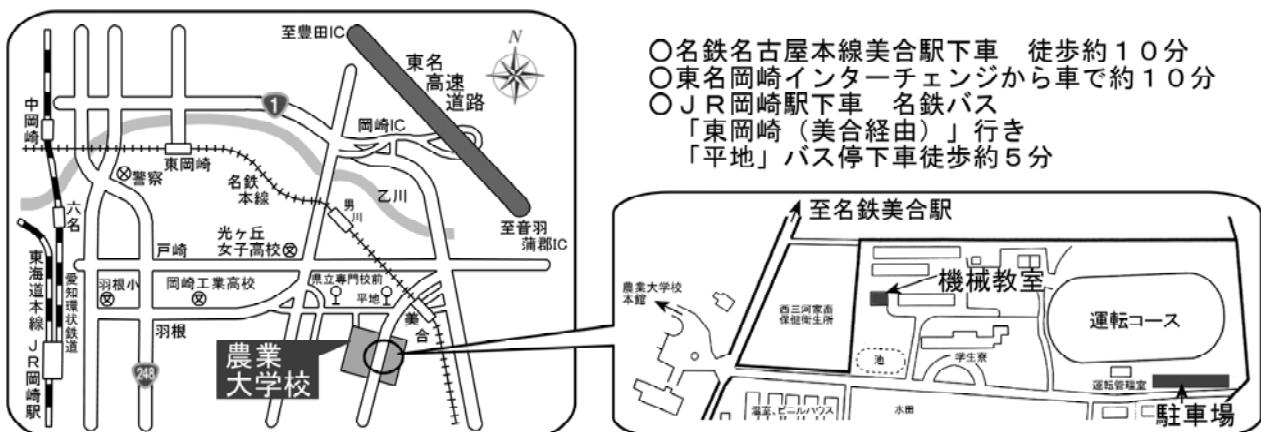 ○名鉄名古屋本線美合駅下車　徒歩約１０分
○東名岡崎インターチェンジから車で約１０分
○ＪＲ岡崎駅下車　名鉄バス
「東岡崎（美合経由）」行き
「平地」バス停下車徒歩約５分
至豊田IC
N
東名
高速
道路
1
中岡崎
岡崎IC
東岡崎
警察
名鉄
本線
乙川
男川
六名
至音羽
蒲郡IC
光ヶ丘
女子高校
戸崎
東海道本線
愛知環状鉄道
羽根小
岡崎工業高校
県立専門校前
平地
羽根
美合
農業
大学校
248
ＪＲ岡崎駅
至名鉄美合駅
機械教室
農業大学校
本館
西三河家畜
保健衛生所
運転コース
池
学生寮
運転管理室
駐車場
温室、ビニルハウス
水田